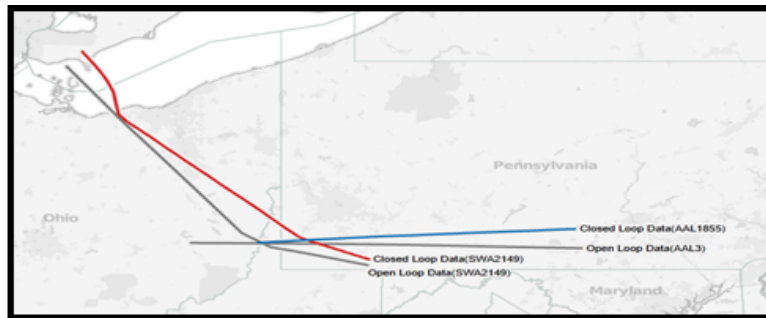 Pennsylvania
Ohio
Closed Loop Data(AAL1855)
Open Loop Data(AAL3)
Closed Loop Data(SWA2149)
Open Loop Data(SWA2149)
Maryland